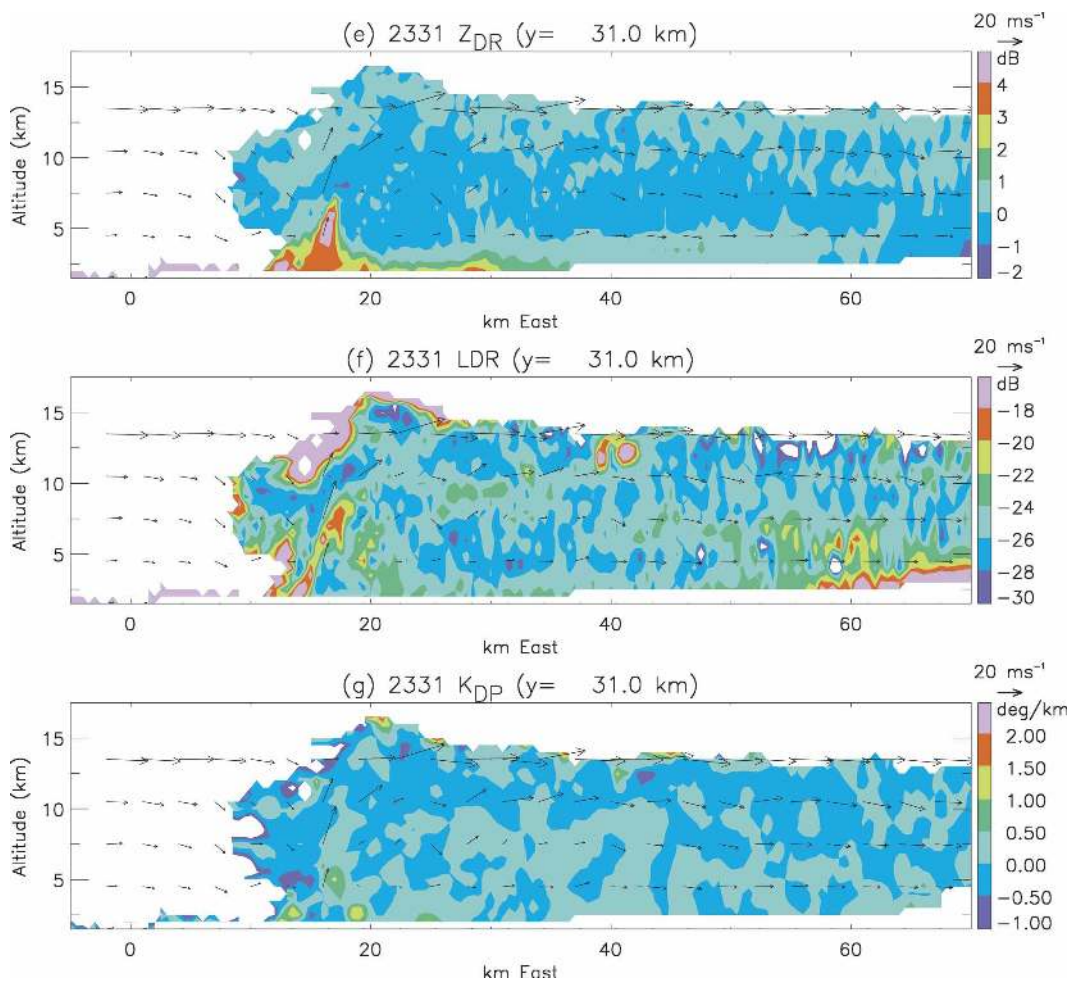 (e) 2331 Z_DR (y= 31.0 km)
20 ms⁻¹
dB
4
3
2
1
0
−1
−2
Altitude (km)
15
10
5
0 20 40 60
km East
(f) 2331 LDR (y= 31.0 km)
20 ms⁻¹
dB
−18
−20
−22
−24
−26
−28
−30
Altitude (km)
15
10
5
0 20 40 60
km East
(g) 2331 K_DP (y= 31.0 km)
20 ms⁻¹
deg/km
2.00
1.50
1.00
0.50
0.00
−0.50
−1.00
Altitude (km)
15
10
5
0 20 40 60
km East